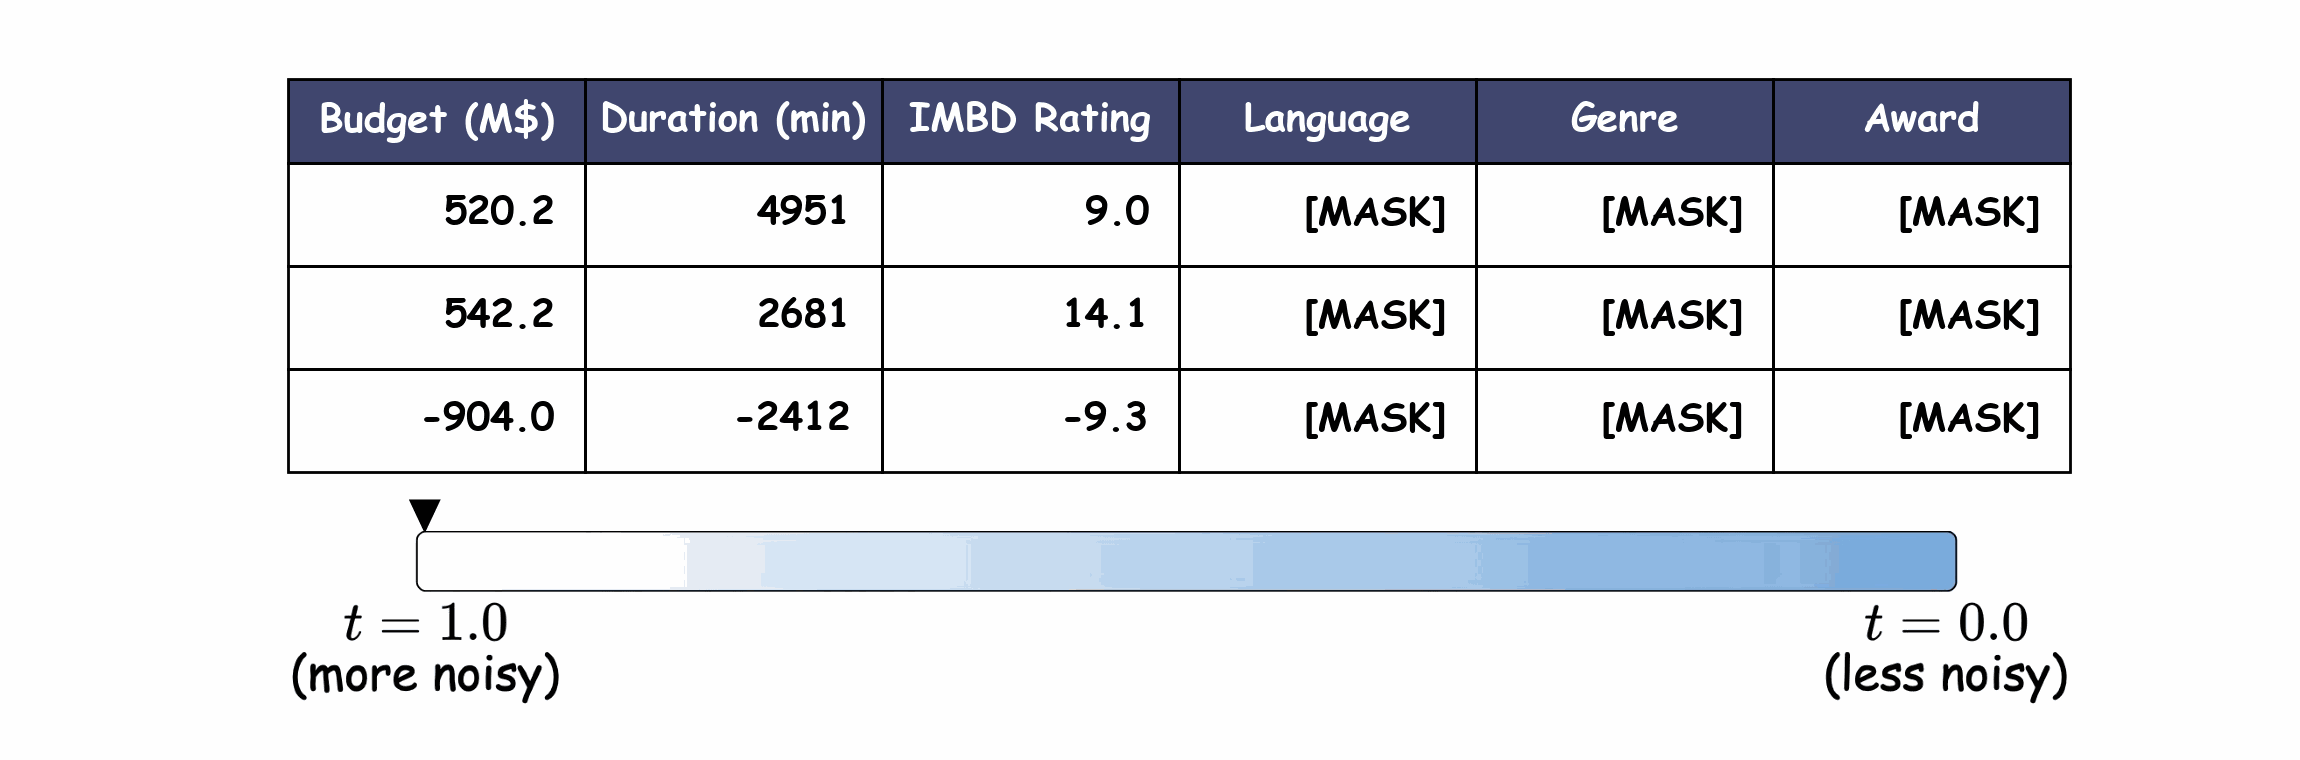 Budget (M$) Duration (min) IMBD Rating Language Genre Award
520.2 4951 9.0 [MASK] [MASK] [MASK]
542.2 2681 14.1 [MASK] [MASK] [MASK]
-904.0 -2412 -9.3 [MASK] [MASK] [MASK]
t = 1.0 t = 0.0
(more noisy) (less noisy)